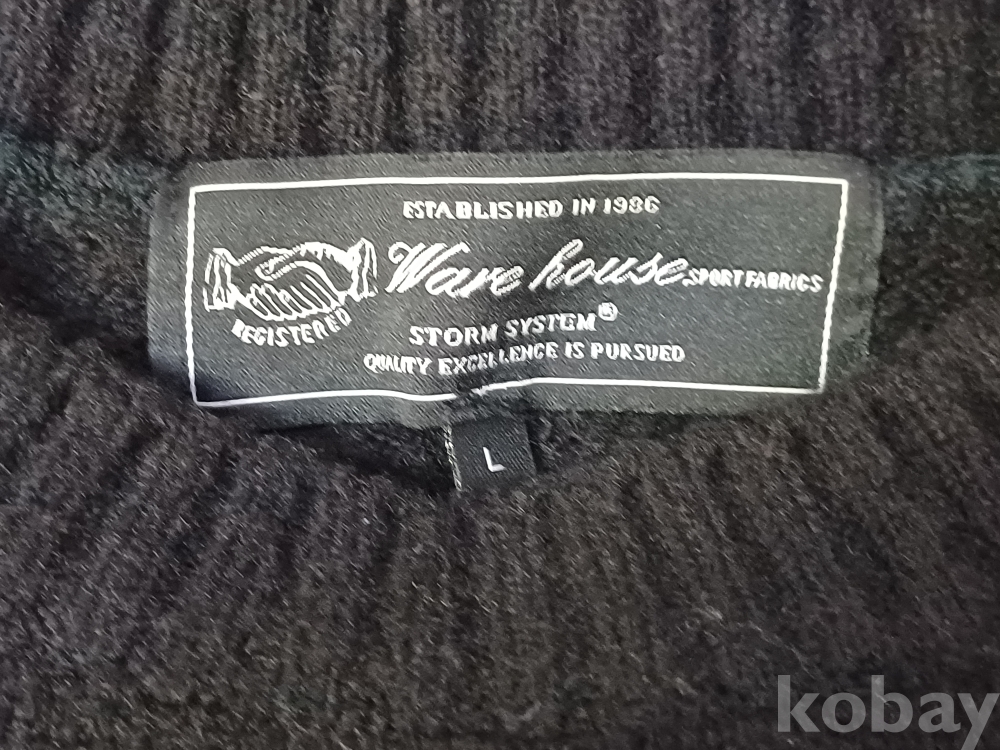 ESTABLISHED IN 1986
Ware house SPORT FABRICS
REGISTERED
STORM SYSTEM®
QUALITY EXCELLENCE IS PURSUED
L
kobay